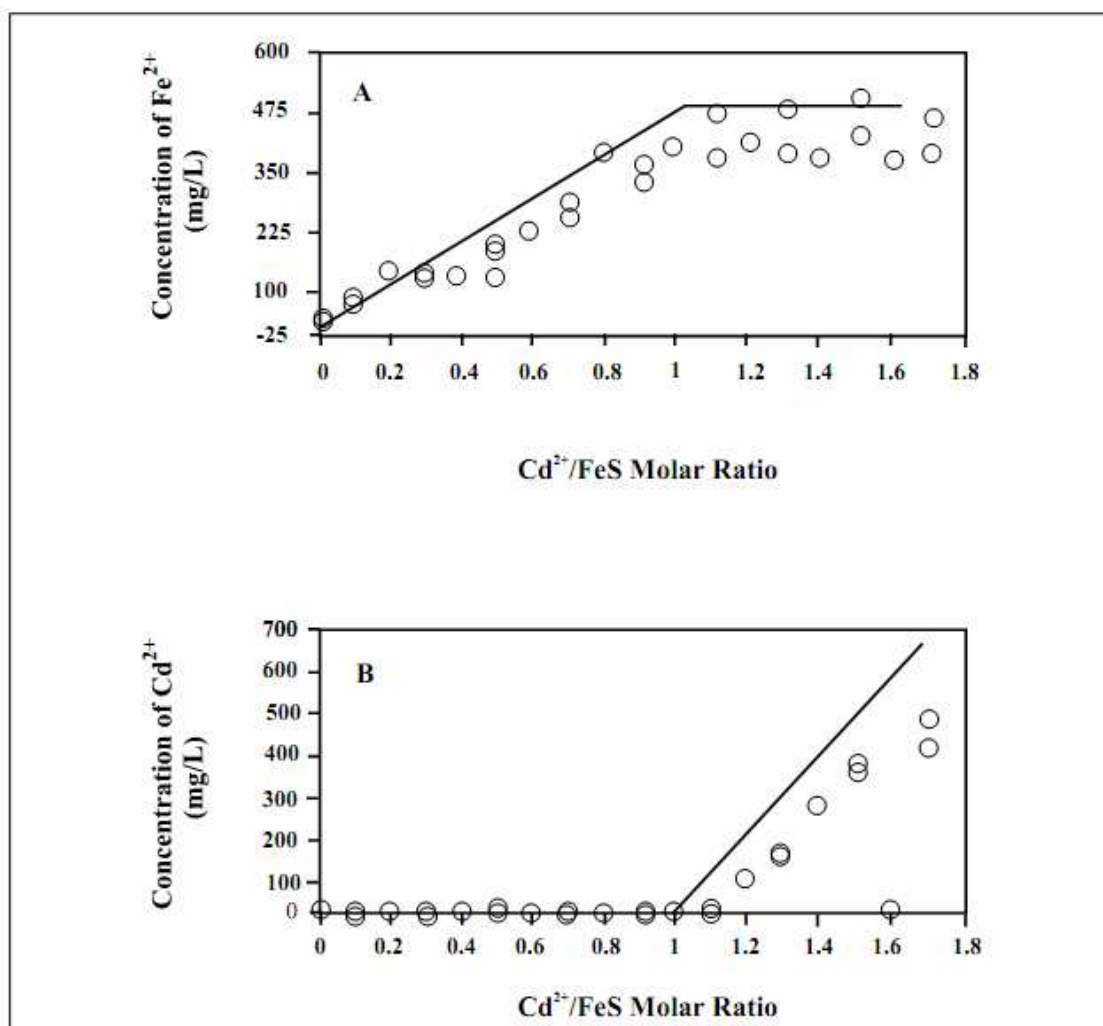 600
475
350
225
100
-25
A
Concentration of Fe²⁺
(mg/L)
0 0.2 0.4 0.6 0.8 1 1.2 1.4 1.6 1.8
Cd²⁺/FeS Molar Ratio
700
600
500
400
300
200
100
0
B
Concentration of Cd²⁺
(mg/L)
0 0.2 0.4 0.6 0.8 1 1.2 1.4 1.6 1.8
Cd²⁺/FeS Molar Ratio